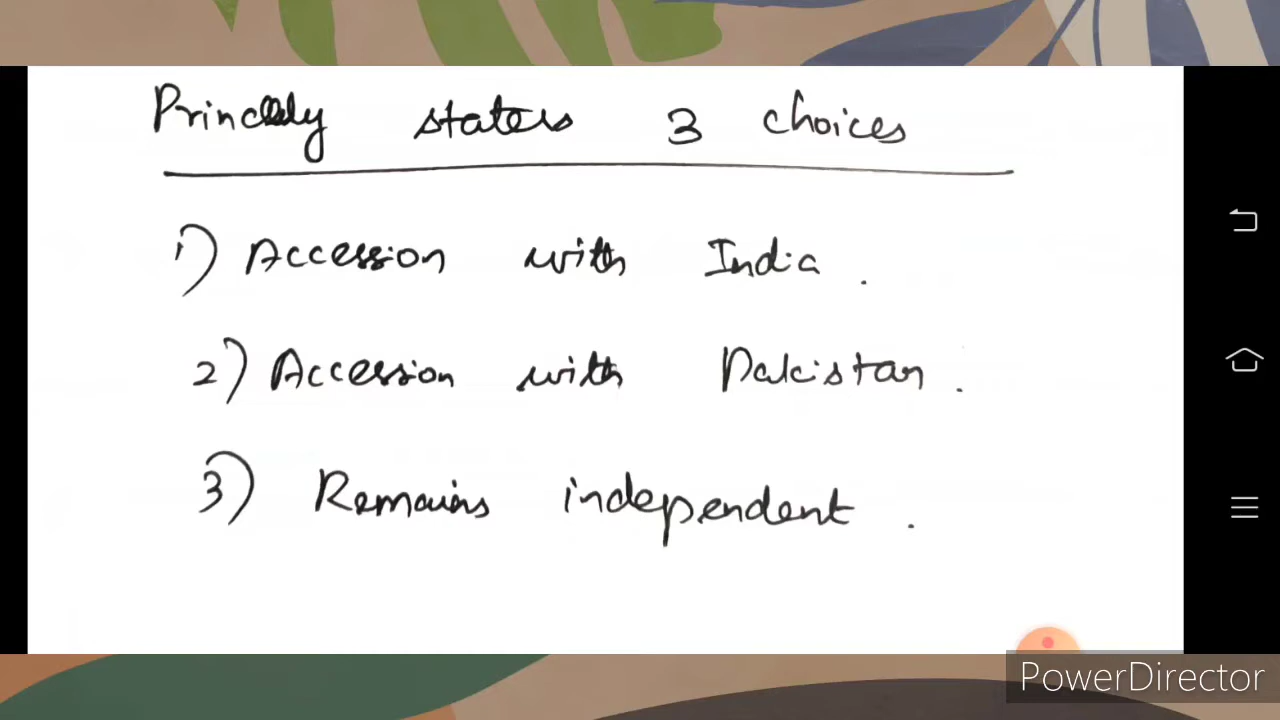 Princely states 3 choices
1) Accession with India.
2) Accession with Pakistan.
3) Remains independent.
PowerDirector